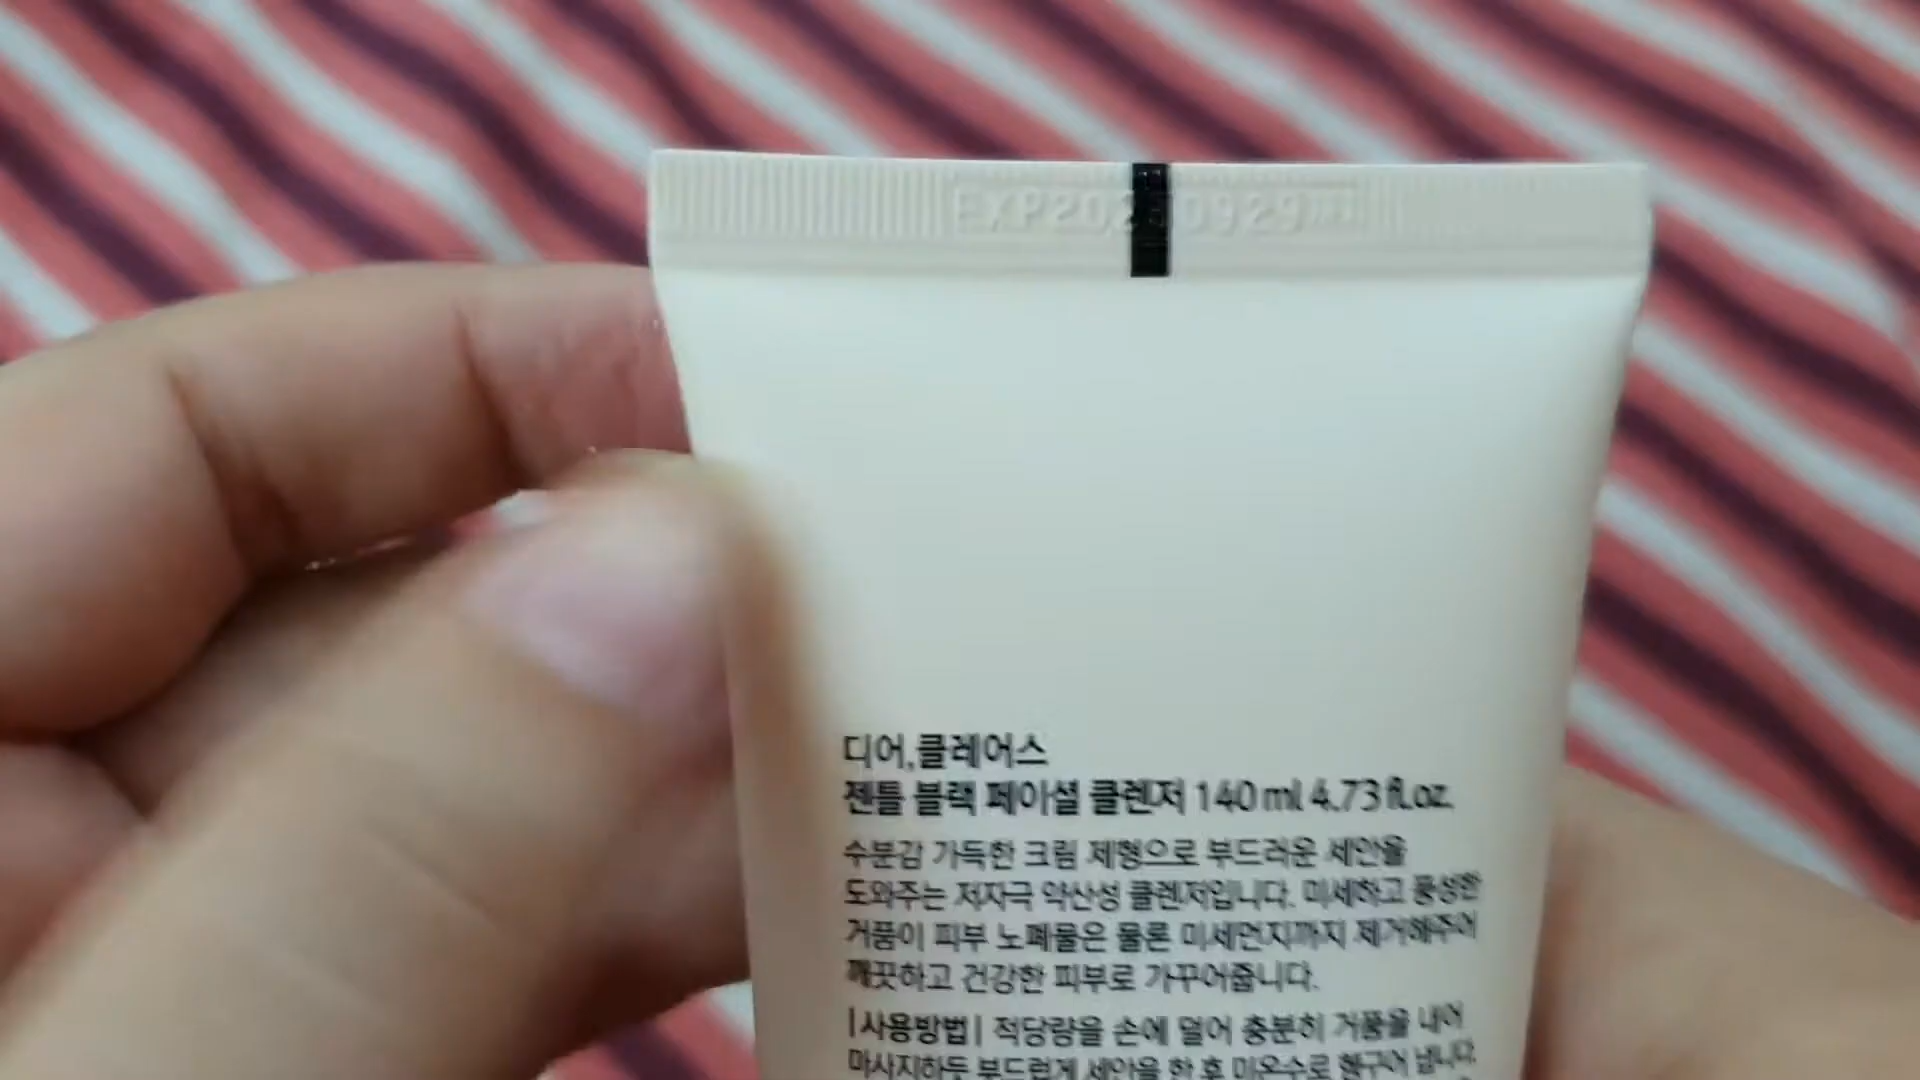 디어,클레어스
젠틀 블랙 페이셜 클렌저 140 ml 4.73 fl.oz.
수분감 가득한 크림 제형으로 부드러운 세안을
도와주는 저자극 약산성 클렌저입니다. 미세하고 풍성한
거품이 피부 노폐물은 물론 미세먼지까지 제거해주어
깨끗하고 건강한 피부로 가꾸어줍니다.
|사용방법| 적당량을 손에 덜어 충분히 거품을 내어
마사지하듯 부드럽게 세안을 한 후 미온수로 헹구어 냅니다.